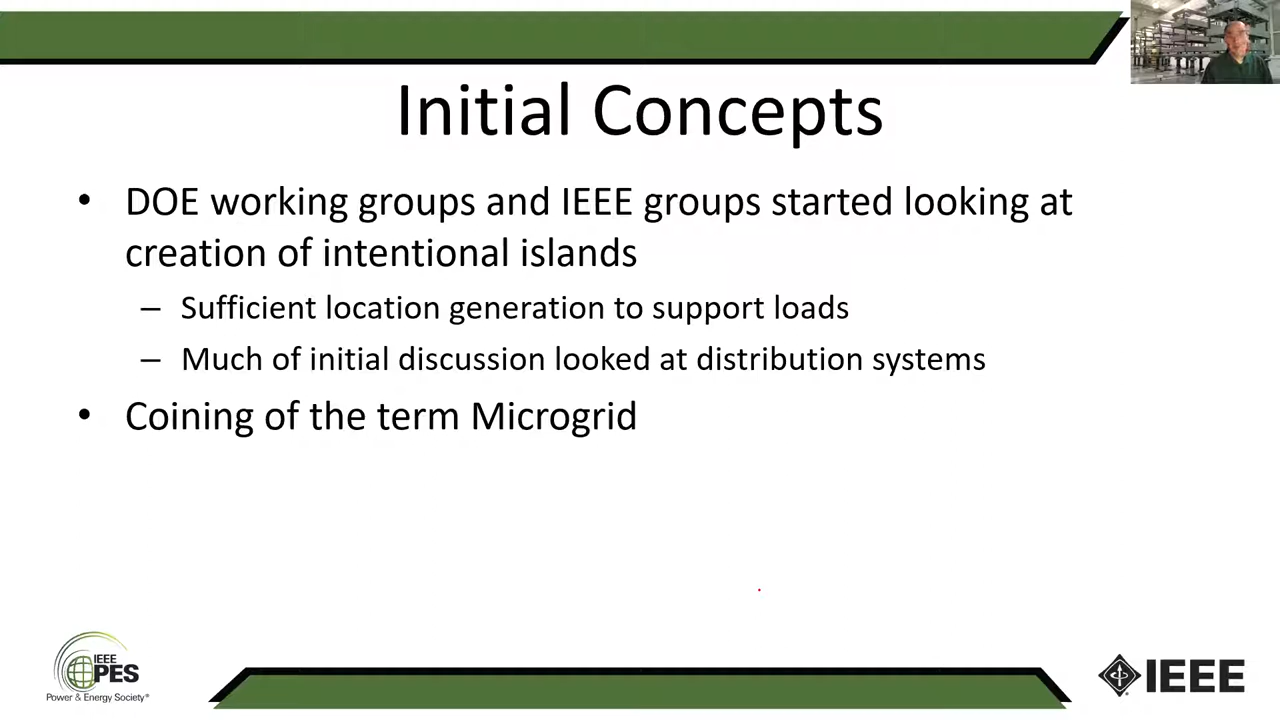 Initial Concepts
• DOE working groups and IEEE groups started looking at
creation of intentional islands
– Sufficient location generation to support loads
– Much of initial discussion looked at distribution systems
• Coining of the term Microgrid
IEEE
PES
Power & Energy Society®
IEEE